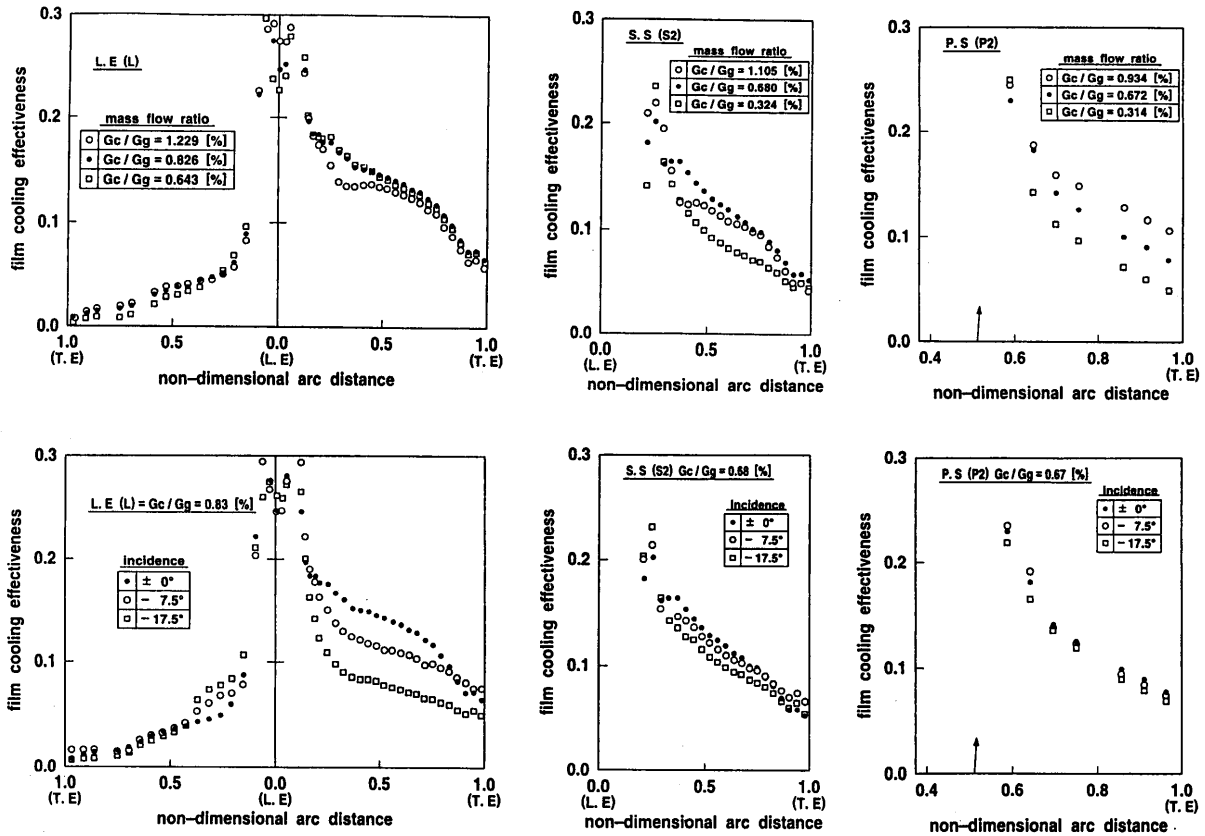 0.3
0.2
0.1
0.0
film cooling effectiveness
L. E (L)
mass flow ratio
○ Gc / Gg = 1.229 [%]
● Gc / Gg = 0.826 [%]
□ Gc / Gg = 0.643 [%]
1.0 0.5 0.0 0.5 1.0
(T. E) (L. E) (T. E)
non–dimensional arc distance
0.3
0.2
0.1
0.0
film cooling effectiveness
S. S (S2)
mass flow ratio
○ Gc / Gg = 1.105 [%]
● Gc / Gg = 0.680 [%]
□ Gc / Gg = 0.324 [%]
0.0 0.5 1.0
(L. E) (T. E)
non–dimensional arc distance
0.3
0.2
0.1
0.0
film cooling effectiveness
P. S (P2)
mass flow ratio
○ Gc / Gg = 0.934 [%]
● Gc / Gg = 0.672 [%]
□ Gc / Gg = 0.314 [%]
0.4 0.6 0.8 1.0
(T. E)
non–dimensional arc distance
0.3
0.2
0.1
0.0
film cooling effectiveness
L. E (L) = Gc / Gg = 0.83 [%]
incidence
● ± 0°
○ – 7.5°
□ – 17.5°
1.0 0.5 0.0 0.5 1.0
(T. E) (L. E) (T. E)
non–dimensional arc distance
0.3
0.2
0.1
0.0
film cooling effectiveness
S. S (S2) Gc / Gg = 0.68 [%]
incidence
● ± 0°
○ – 7.5°
□ – 17.5°
0.0 0.5 1.0
(L. E) (T. E)
non–dimensional arc distance
0.3
0.2
0.1
0.0
film cooling effectiveness
P. S (P2) Gc / Gg = 0.67 [%]
incidence
● ± 0°
○ – 7.5°
□ – 17.5°
0.4 0.6 0.8 1.0
(T. E)
non–dimensional arc distance